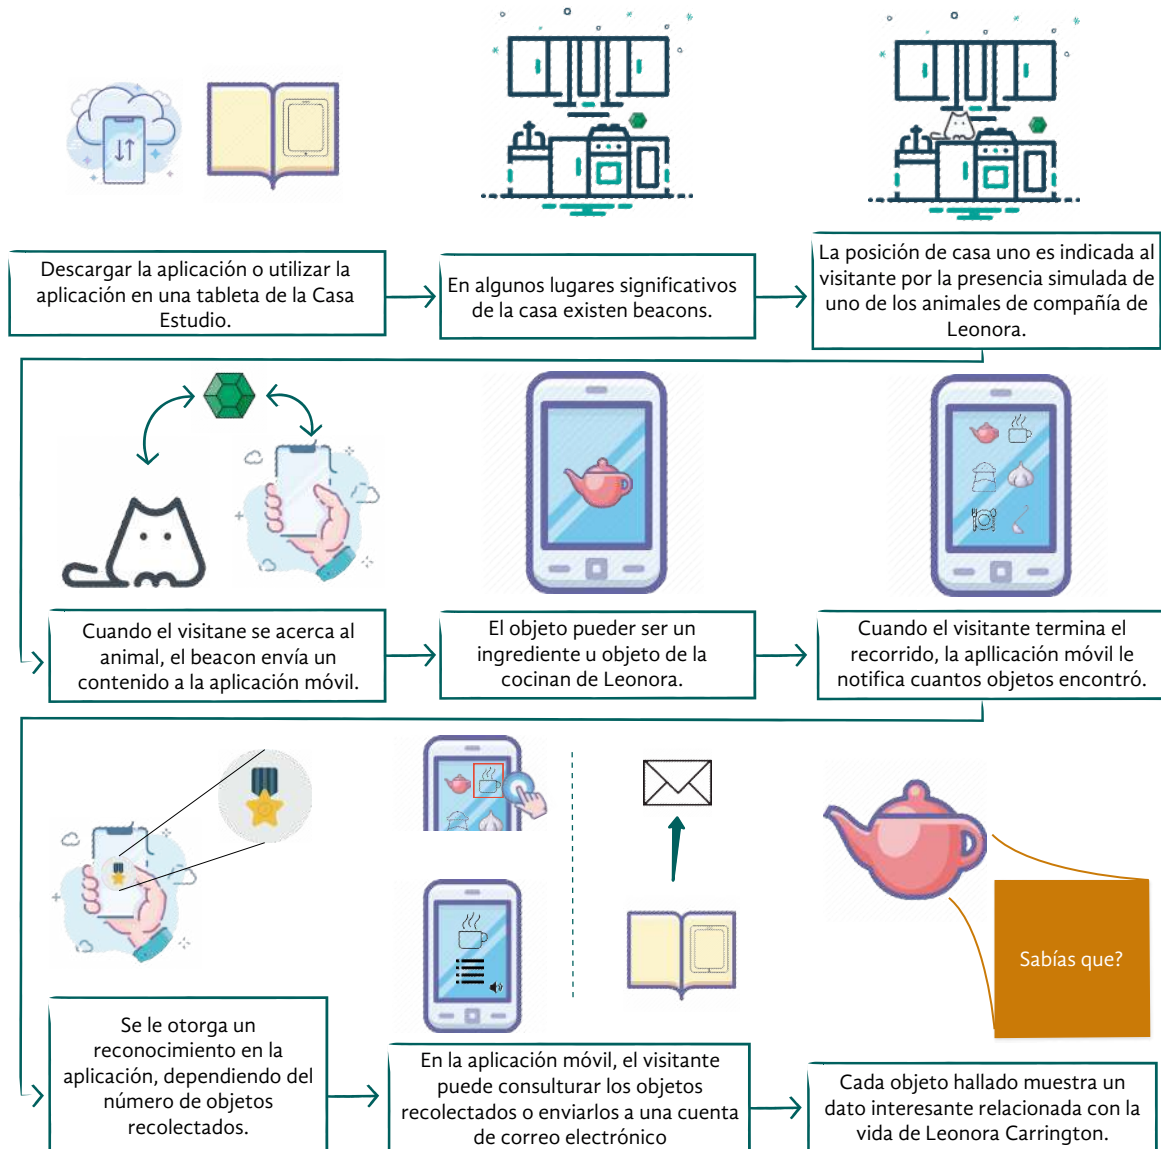 Descargar la aplicación o utilizar la
aplicación en una tableta de la Casa
Estudio.
En algunos lugares significativos
de la casa existen beacons.
La posición de casa uno es indicada al
visitante por la presencia simulada de
uno de los animales de compañía de
Leonora.
Cuando el visitane se acerca al
animal, el beacon envía un
contenido a la aplicación móvil.
El objeto pueder ser un
ingrediente u objeto de la
cocinan de Leonora.
Cuando el visitante termina el
recorrido, la apllicación móvil le
notifica cuantos objetos encontró.
Sabías que?
Se le otorga un
reconocimiento en la
aplicación, dependiendo del
número de objetos
recolectados.
En la aplicación móvil, el visitante
puede consulturar los objetos
recolectados o enviarlos a una cuenta
de correo electrónico
Cada objeto hallado muestra un
dato interesante relacionada con la
vida de Leonora Carrington.